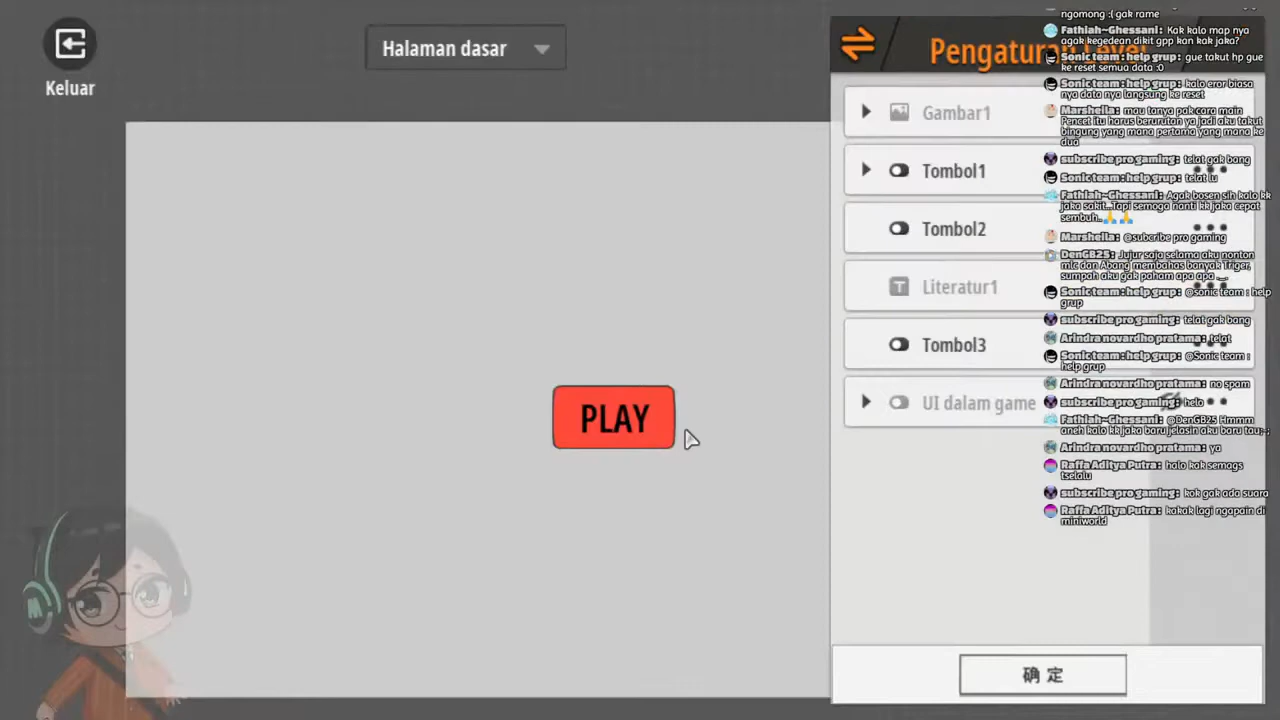 Keluar
Halaman dasar
PLAY
Pengaturan Level
Gambar1
Tombol1
Tombol2
Literatur1
Tombol3
UI dalam game
确 定
ngomong :( gak rame
Fathiah~Ghessani: Kak kalo map nya
agak kegedean dikit gpp kan kak jaka?
Sonic team : help grup: gue takut hp gue
ke reset semua data :0
Sonic team : help grup: kalo eror biasa
nya data nya langsung ke reset
Marshella: mau tanya pak cara main
Pencet itu harus berurutan ya jadi aku takut
bingung yang mana pertama yang mana ke
dua
subscribe pro gaming: telat gak bang
Sonic team : help grup: telat lu
Fathiah~Ghessani: Agak bosen sih kalo kk
jaka sakit...Tapi semoga nanti kk jaka cepat
sembuh..🙏🙏
Marshella: @subcribe pro gaming
DenGB25: Jujur saja selama aku nonton
mlc dan Abang membahas banyak Triger,
sumpah aku gak paham apa apa ._.
Sonic team : help grup: @sonic team : help
grup
subscribe pro gaming: telat gak bang
Arindra novardho pratama: telat
Sonic team : help grup: @Sonic team :
help grup
Arindra novardho pratama: no spam
subscribe pro gaming: helo
Fathiah~Ghessani: @DenGB25 Hmmm
aneh kalo kk jaka baru jelasin aku baru tau;-;
Arindra novardho pratama: ya
Raffa Aditya Putra: halo kak semags
tselalu
subscribe pro gaming: kok gak ada suara
Raffa Aditya Putra: kakak lagi ngapain di
miniworld